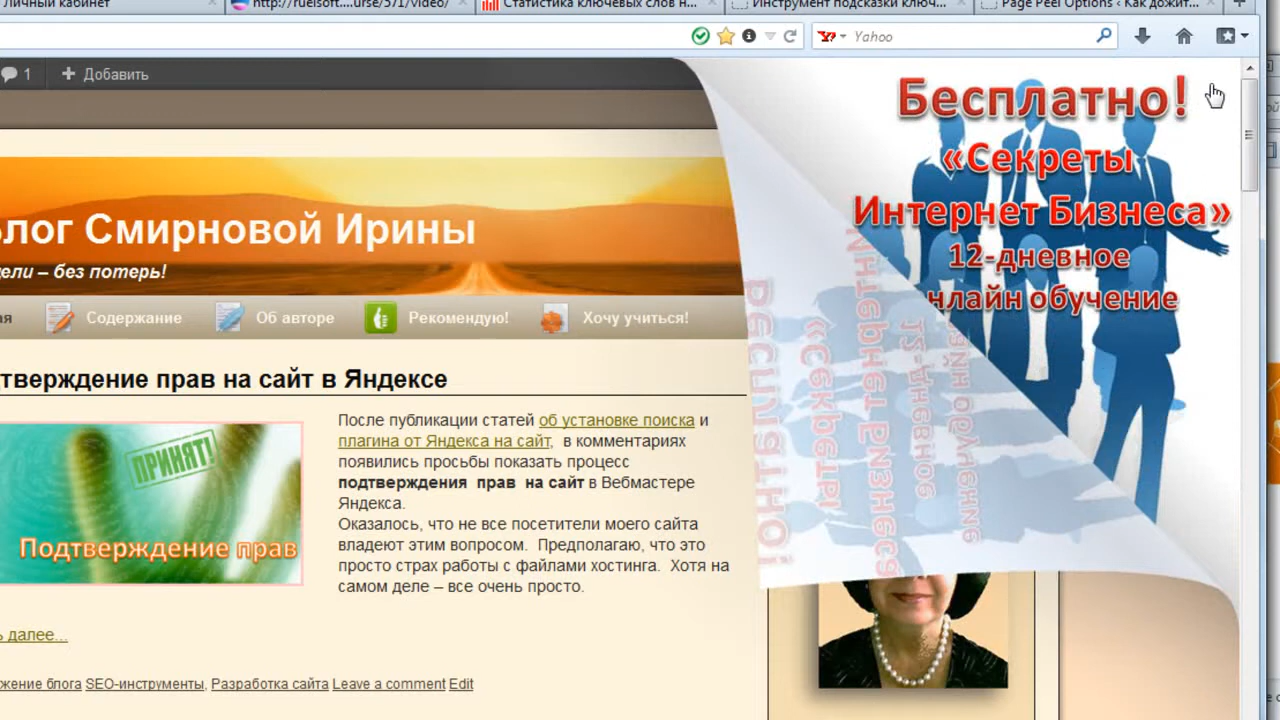 Личный кабинет
http://ruelsoft....urse/571/video/
Статистика ключевых слов н...
Инструмент подсказки ключ...
Page Peel Options ‹ Как дожит...
Yahoo
1
Добавить
Бесплатно!
«Секреты
Интернет Бизнеса»
12-дневное
нлайн обучение
лог Смирновой Ирины
ели – без потерь!
ая
Содержание
Об авторе
Рекомендую!
Хочу учиться!
тверждение прав на сайт в Яндексе
ПРИНЯТ!
Подтверждение прав
После публикации статей об установке поиска и
плагина от Яндекса на сайт, в комментариях
появились просьбы показать процесс
подтверждения прав на сайт в Вебмастере
Яндекса.
Оказалось, что не все посетители моего сайта
владеют этим вопросом. Предполагаю, что это
просто страх работы с файлами хостинга. Хотя на
самом деле – все очень просто.
ь далее...
жение блога SEO-инструменты, Разработка сайта Leave a comment Edit